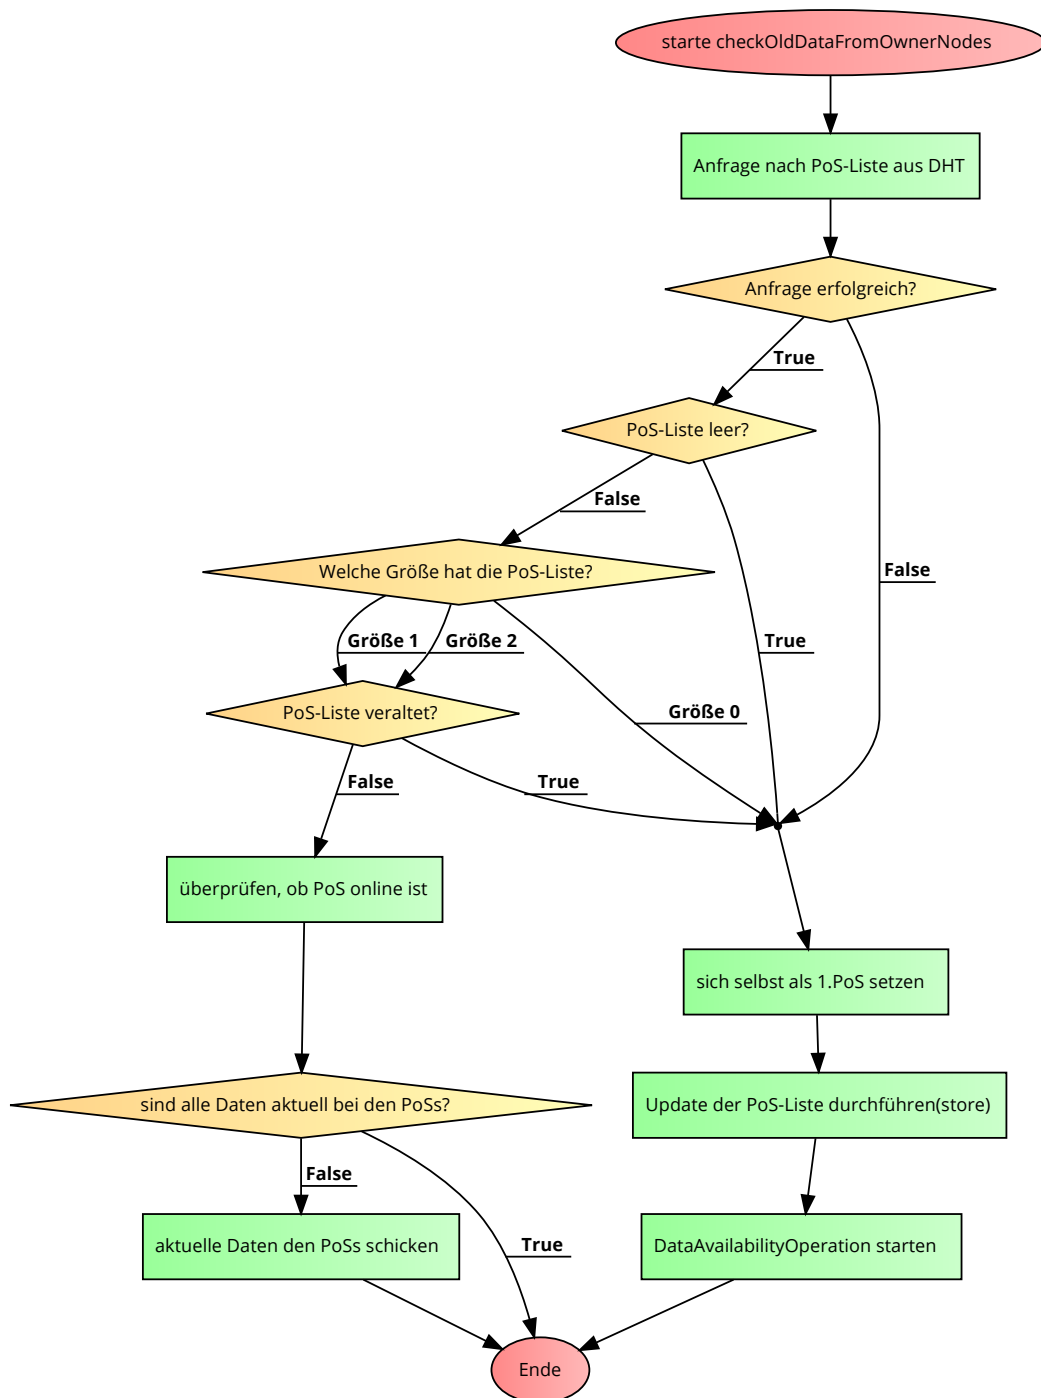 starte checkOldDataFromOwnerNodes
Anfrage nach PoS-Liste aus DHT
Anfrage erfolgreich?
True
PoS-Liste leer?
False
Welche Größe hat die PoS-Liste?
False
Größe 1
Größe 2
True
PoS-Liste veraltet?
Größe 0
False
True
überprüfen, ob PoS online ist
sich selbst als 1.PoS setzen
sind alle Daten aktuell bei den PoSs?
Update der PoS-Liste durchführen(store)
False
aktuelle Daten den PoSs schicken
True
DataAvailabilityOperation starten
Ende